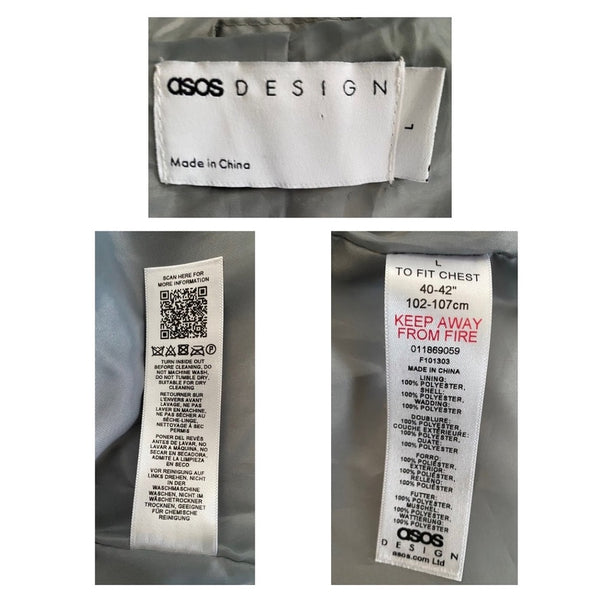 asos DESIGN
L
Made in China
SCAN HERE FOR
MORE INFORMATION
TURN INSIDE OUT
BEFORE CLEANING, DO
NOT MACHINE WASH,
DO NOT TUMBLE DRY,
SUITABLE FOR DRY
CLEANING
RETOURNER SUR
L'ENVERS AVANT
LAVAGE, NE PAS
LAVER EN MACHINE,
NE PAS SÉCHER AU
SÈCHE-LINGE,
NETTOYAGE À SEC
PERMIS
PONER DEL REVÉS
ANTES DE LAVAR, NO
LAVAR A MÁQUINA, NO
SECAR EN SECADORA,
ADMITE LA LIMPIEZA
EN SECO
VOR REINIGUNG AUF
LINKS DREHEN, NICHT
IN DER
WASCHMASCHINE
WASCHEN, NICHT IM
WÄSCHETROCKNER
TROCKNEN, GEEIGNET
FÜR CHEMISCHE
REINIGUNG
L
TO FIT CHEST
40-42"
102-107cm
KEEP AWAY
FROM FIRE
011869059
F101303
MADE IN CHINA
LINING:
100% POLYESTER,
SHELL:
100% POLYESTER,
WADDING:
100% POLYESTER
DOUBLURE:
100% POLYESTER,
COUCHE EXTÉRIEURE:
100% POLYESTER,
OUATE:
100% POLYESTER
FORRO:
100% POLYESTER,
EXTERIOR:
100% POLYESTER,
RELLENO:
100% POLYESTER
FUTTER:
100% POLYESTER,
MUSCHEL:
100% POLYESTER,
WATTIERUNG:
100% POLYESTER
asos
DESIGN
asos.com Ltd